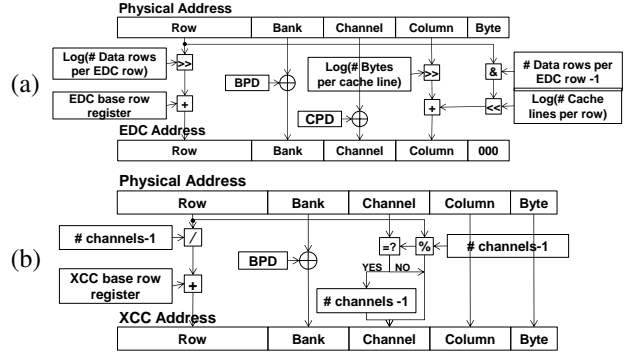 Physical Address
Row Bank Channel Column Byte
Log(# Data rows
per EDC row)
>>
Log(# Bytes
per cache line)
>>
&
# Data rows per
EDC row -1
(a)
BPD
EDC base row
register
+
CPD
+
<<
Log(# Cache
lines per row)
EDC Address
Row Bank Channel Column 000
Physical Address
Row Bank Channel Column Byte
# channels-1
/
=?
%
# channels-1
(b)
BPD
YES NO
XCC base row
register
+
# channels -1
XCC Address
Row Bank Channel Column Byte